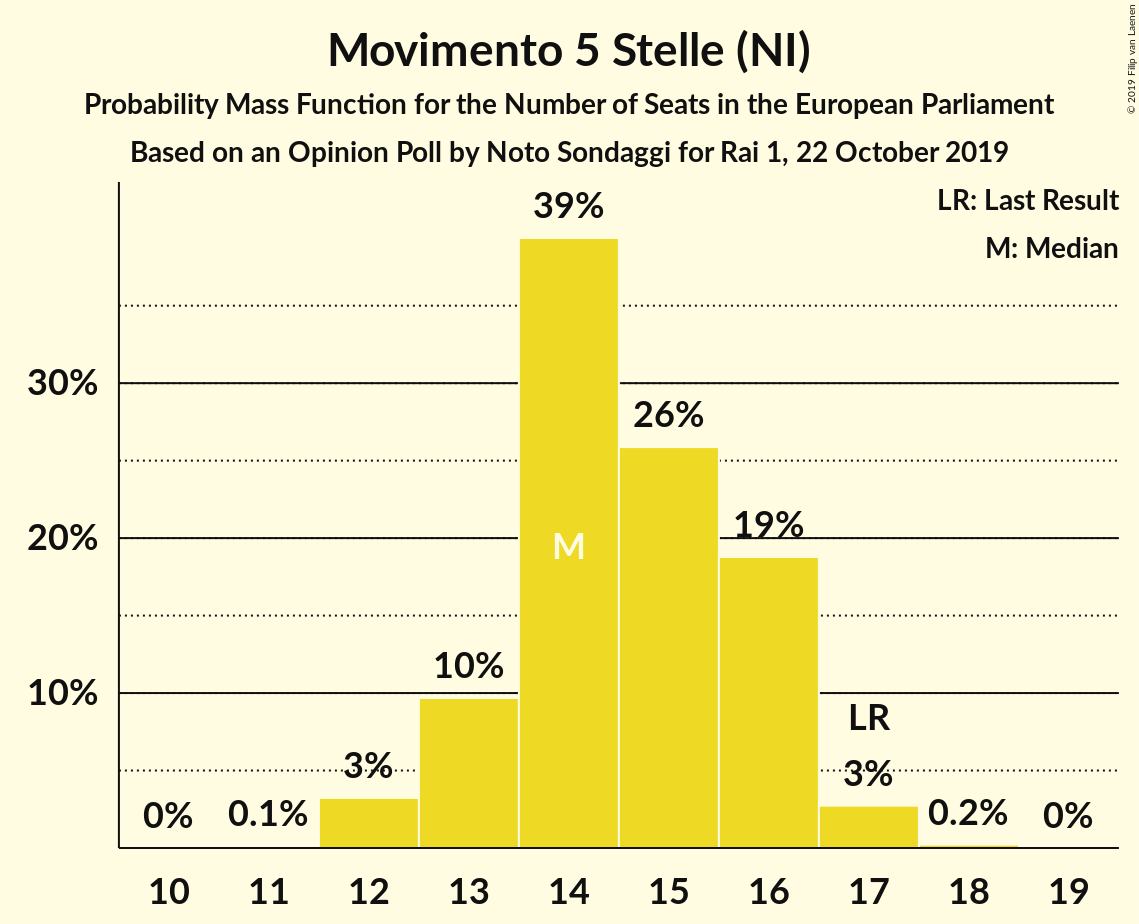 Movimento 5 Stelle (NI)
Probability Mass Function for the Number of Seats in the European Parliament
Based on an Opinion Poll by Noto Sondaggi for Rai 1, 22 October 2019
© 2019 Filip van Laenen
LR: Last Result
M: Median
39%
30%
26%
20%
19%
M
10%
10%
LR
3%
3%
0%
0.1%
0.2%
0%
10 11 12 13 14 15 16 17 18 19